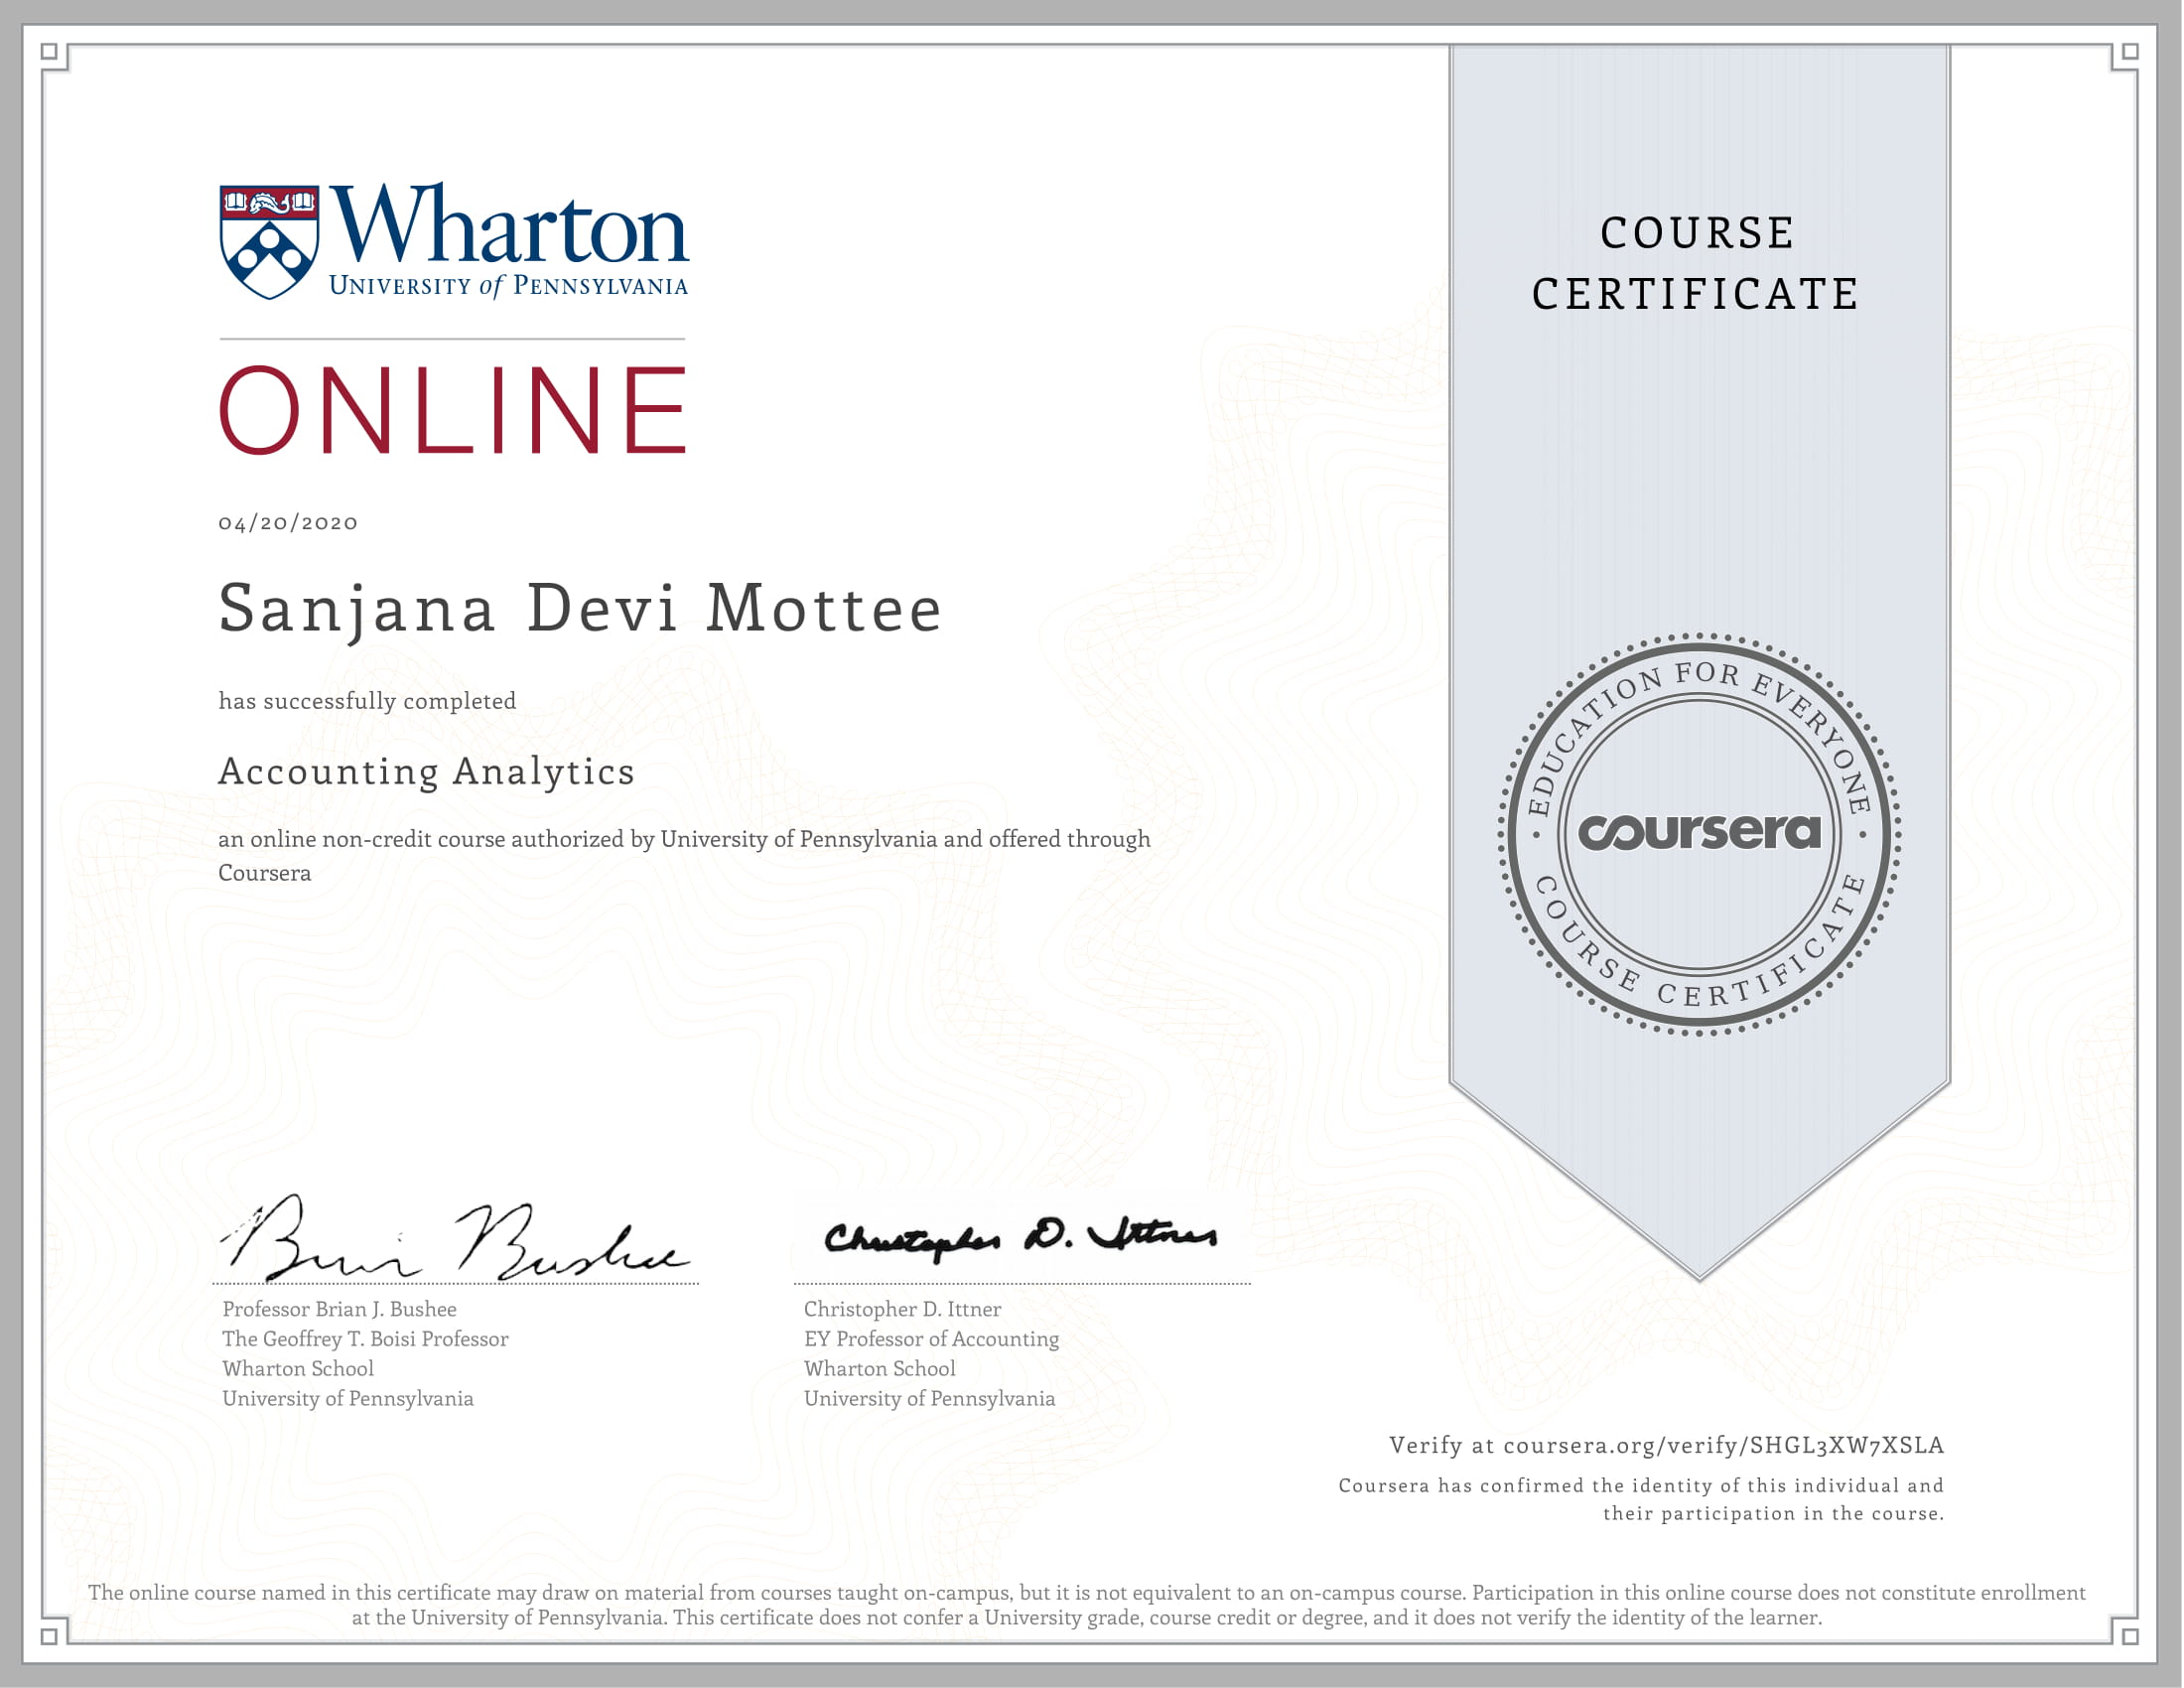 Wharton
UNIVERSITY of PENNSYLVANIA
ONLINE
04/20/2020
Sanjana Devi Mottee
has successfully completed
Accounting Analytics
an online non-credit course authorized by University of Pennsylvania and offered through
Coursera
COURSE
CERTIFICATE
EDUCATION FOR EVERYONE
coursera
COURSE CERTIFICATE
Brian Bushee
Christopher D. Ittner
Professor Brian J. Bushee
The Geoffrey T. Boisi Professor
Wharton School
University of Pennsylvania
Christopher D. Ittner
EY Professor of Accounting
Wharton School
University of Pennsylvania
Verify at coursera.org/verify/SHGL3XW7XSLA
Coursera has confirmed the identity of this individual and
their participation in the course.
The online course named in this certificate may draw on material from courses taught on-campus, but it is not equivalent to an on-campus course. Participation in this online course does not constitute enrollment
at the University of Pennsylvania. This certificate does not confer a University grade, course credit or degree, and it does not verify the identity of the learner.